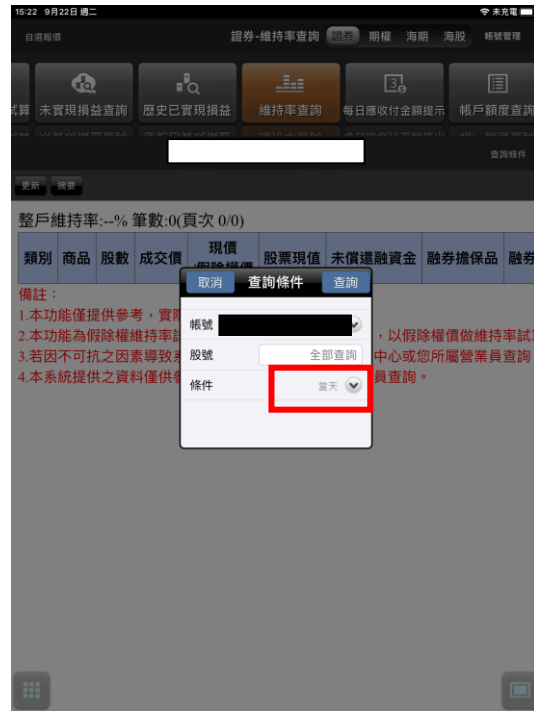 15:22 9月22日 週二
未充電
自選報價
證券-維持率查詢 證券 期權 海期 海股 帳號管理
試算 未實現損益查詢 歷史已實現損益 維持率查詢 每日應收付金額提示 帳戶額度查詢
查詢條件
更新 摘要
整戶維持率:--% 筆數:0(頁次 0/0)
類別 商品 股數 成交價 現價 股票現值 未償還融資金 融券擔保品 融券
取消 查詢條件 查詢
帳號
股號 全部查詢
條件 當天
備註：
1.本功能僅提供參考，實際
2.本功能為假除權維持率試 ，以假除權價做維持率試
3.若因不可抗之因素導致系 中心或您所屬營業員查詢
4.本系統提供之資料僅供參 員查詢。